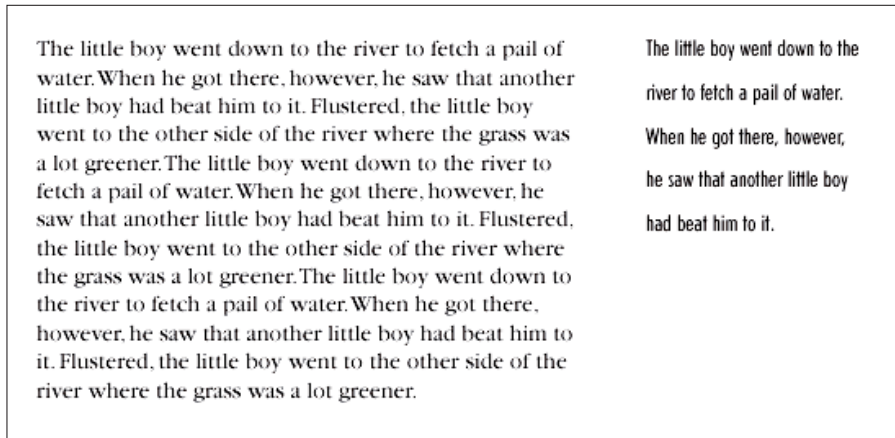 The little boy went down to the river to fetch a pail of
water. When he got there, however, he saw that another
little boy had beat him to it. Flustered, the little boy
went to the other side of the river where the grass was
a lot greener. The little boy went down to the river to
fetch a pail of water. When he got there, however, he
saw that another little boy had beat him to it. Flustered,
the little boy went to the other side of the river where
the grass was a lot greener. The little boy went down to
the river to fetch a pail of water. When he got there,
however, he saw that another little boy had beat him to
it. Flustered, the little boy went to the other side of the
river where the grass was a lot greener.
The little boy went down to the
river to fetch a pail of water.
When he got there, however,
he saw that another little boy
had beat him to it.